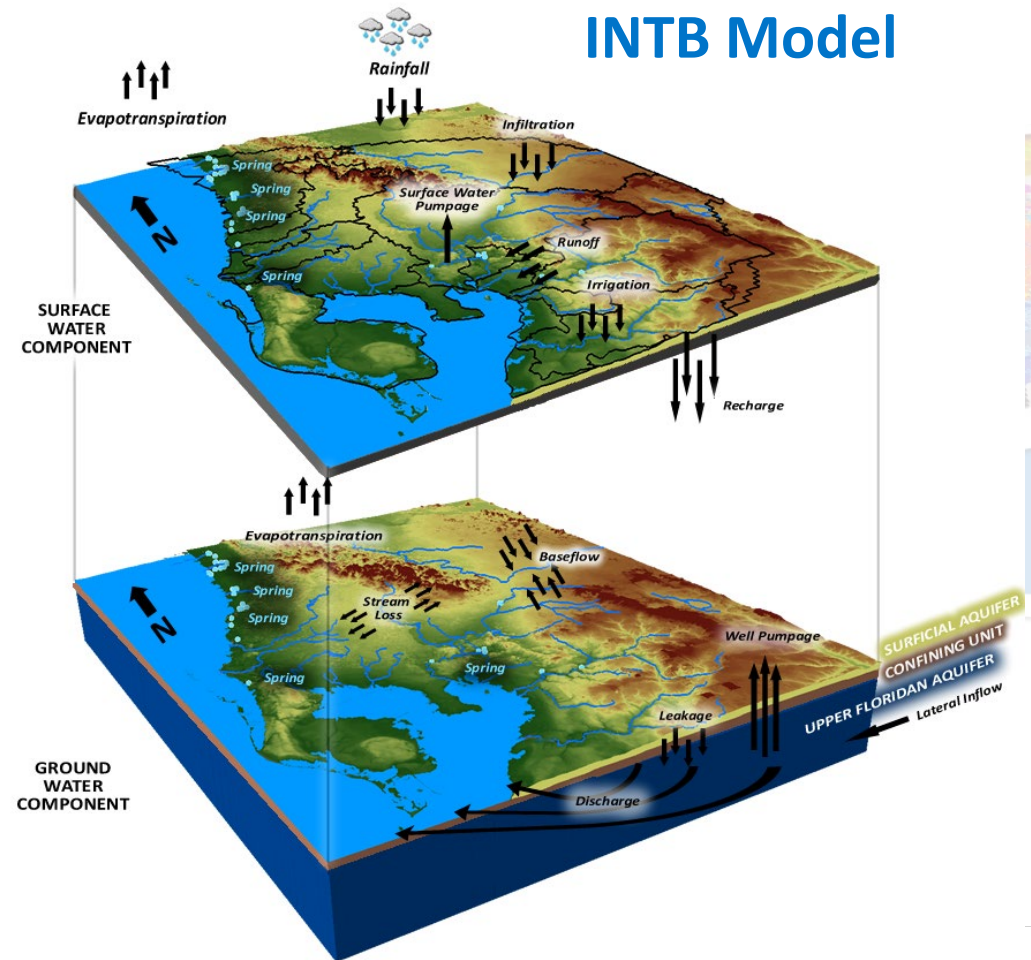 INTB Model
Rainfall
Evapotranspiration
Infiltration
Spring
Spring
Surface Water
Pumpage
Spring
N
Runoff
Spring
Irrigation
SURFACE
WATER
COMPONENT
Recharge
Evapotranspiration
Baseflow
Spring
Spring
Stream
Loss
Spring
N
Well Pumpage
SURFICIAL AQUIFER
CONFINING UNIT
UPPER FLORIDAN AQUIFER
Spring
Spring
Lateral Inflow
Leakage
GROUND
WATER
COMPONENT
Discharge